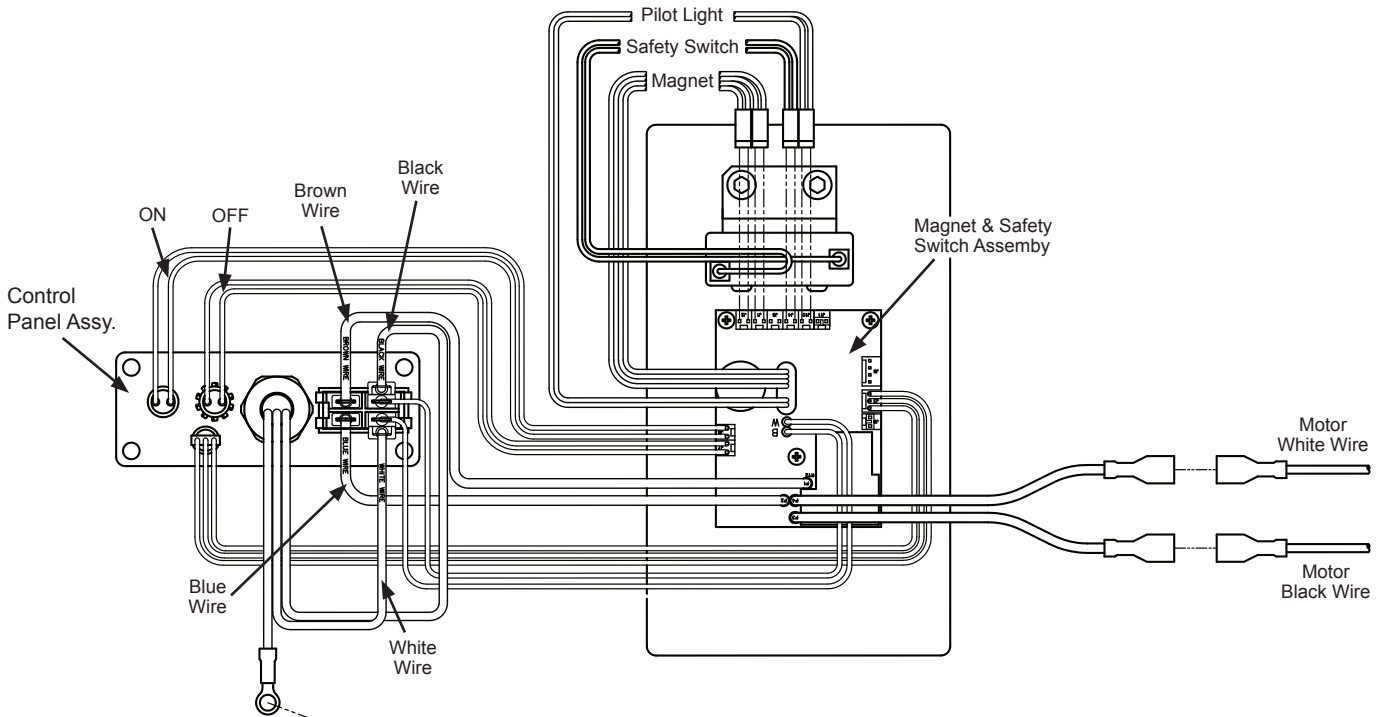 Pilot Light
Safety Switch
Magnet
Black
Wire
Brown
Wire
ON
OFF
Magnet & Safety
Switch Assemby
Control
Panel Assy.
BROWN WIRE
BLACK WIRE
BLUE WIRE
WHITE WIRE
W
B
Motor
White Wire
Motor
Black Wire
Blue
Wire
White
Wire